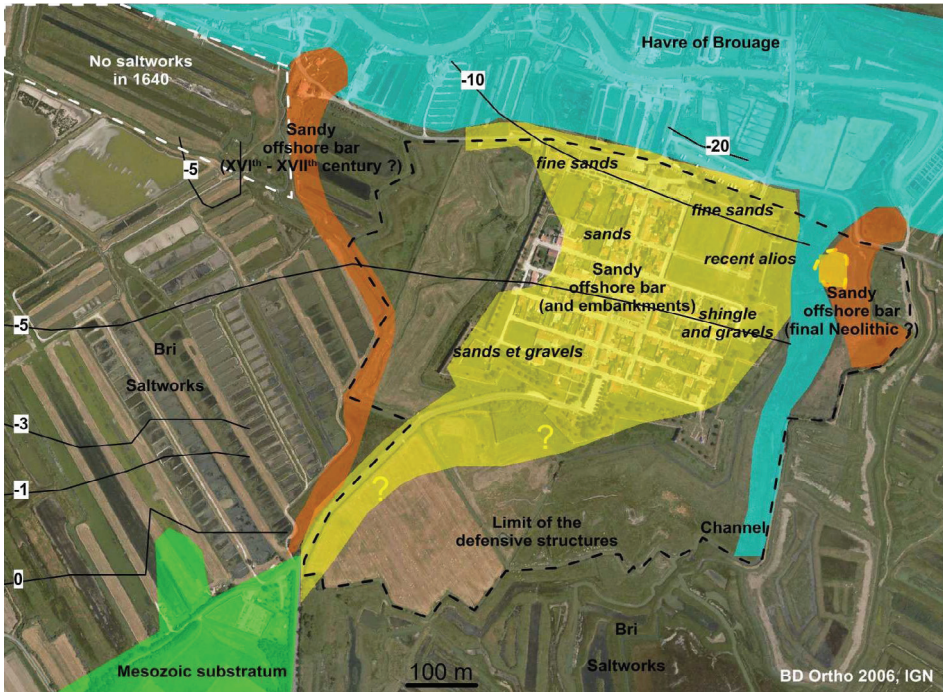 Havre of Brouage
No saltworks
in 1640
-10
Sandy
offshore bar
(XVIth - XVIIth century ?)
-20
-5
fine sands
fine sands
sands
recent alios
Sandy
offshore bar
(and embankments)
Sandy
offshore bar
(final Neolithic ?)
-5
shingle
and gravels
Bri
Saltworks
sands et gravels
-3
?
-1
?
Limit of the
defensive structures
Channel
0
Bri
Saltworks
Mesozoic substratum
100 m
BD Ortho 2006, IGN